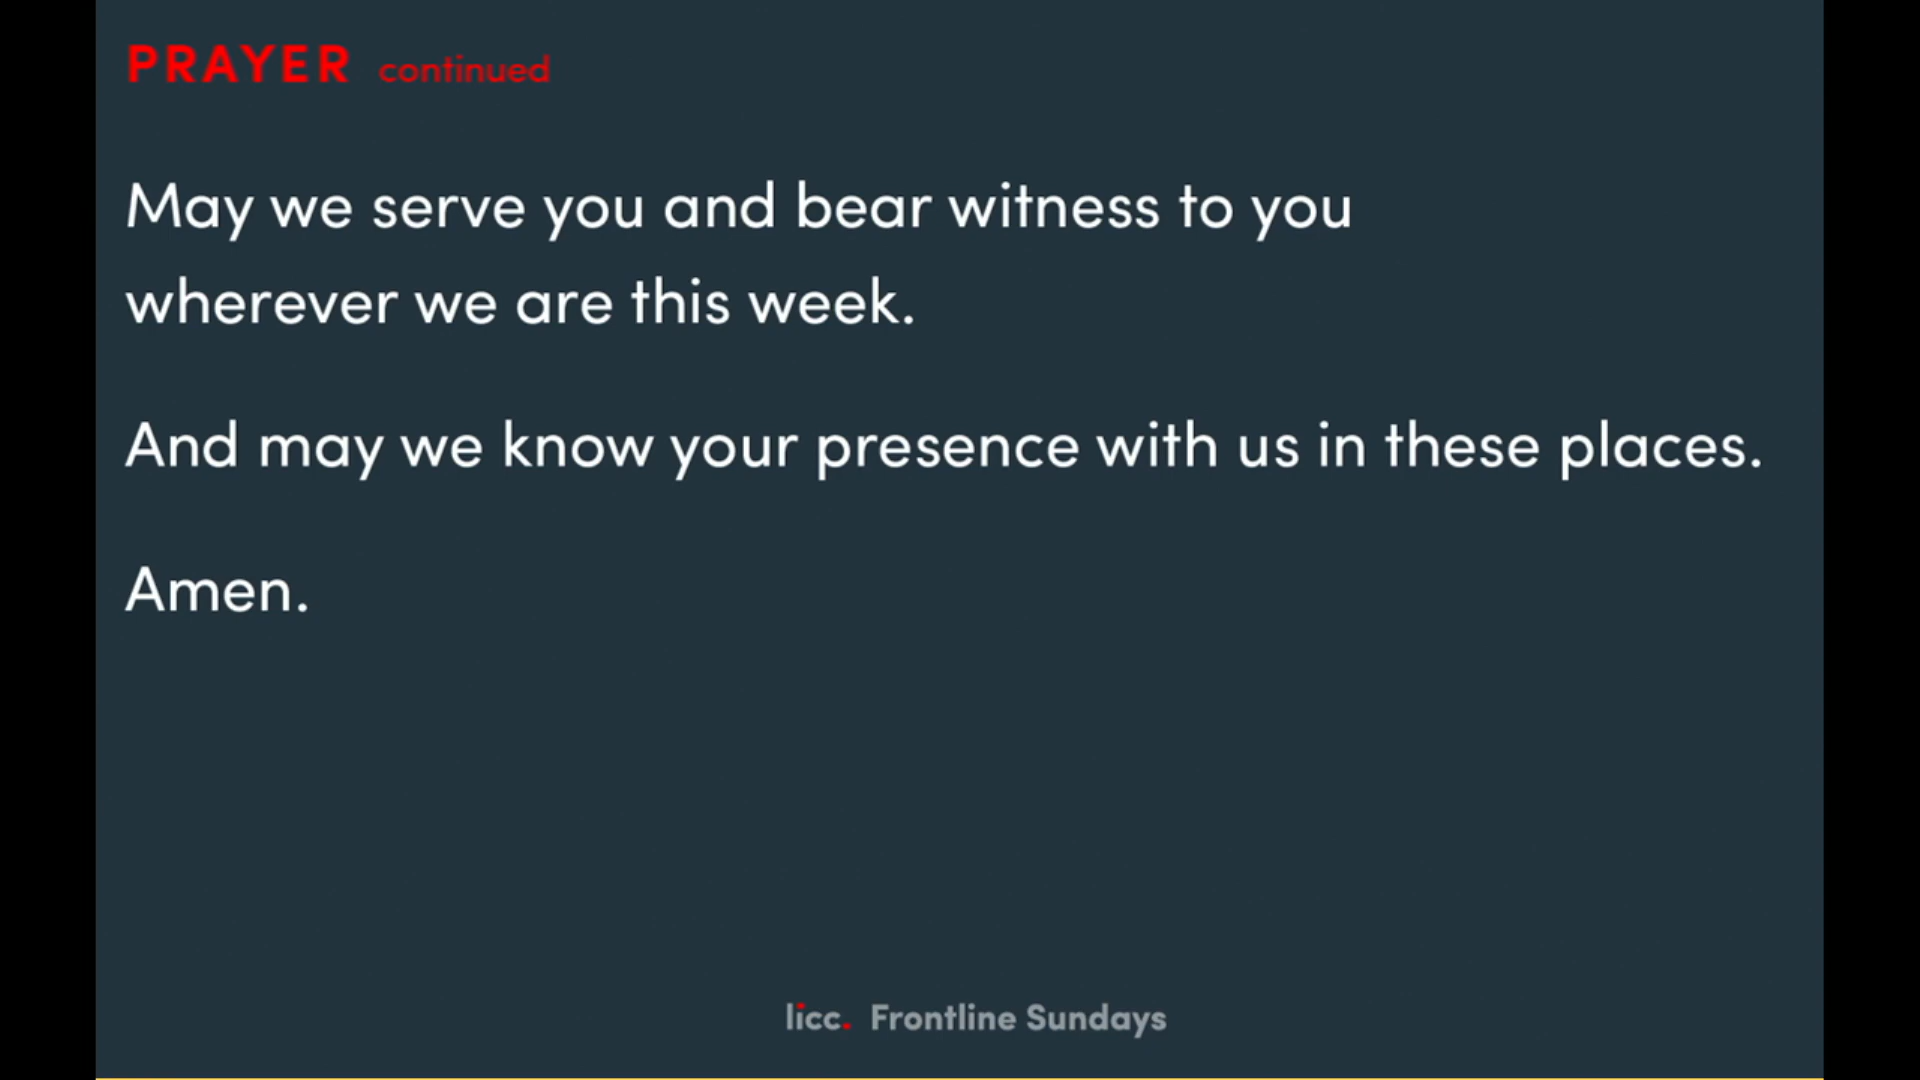 PRAYER continued
May we serve you and bear witness to you
wherever we are this week.
And may we know your presence with us in these places.
Amen.
licc. Frontline Sundays